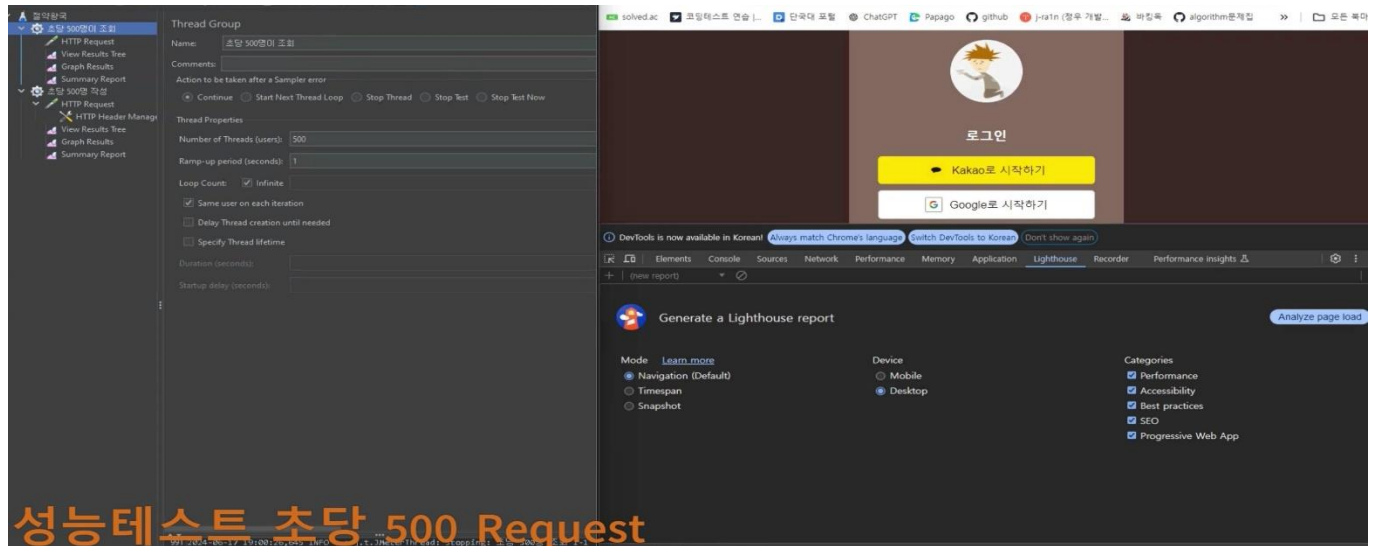 절약왕국
초당 500명이 조회
HTTP Request
View Results Tree
Graph Results
Summary Report
초당 500명 작성
HTTP Request
HTTP Header Manage
View Results Tree
Graph Results
Summary Report
Thread Group
Name: 초당 500명이 조회
Comments:
Action to be taken after a Sampler error
Continue Start Next Thread Loop Stop Thread Stop Test Stop Test Now
Thread Properties
Number of Threads (users): 500
Ramp-up period (seconds): 1
Loop Count: Infinite
Same user on each iteration
Delay Thread creation until needed
Specify Thread lifetime
Duration (seconds):
Startup delay (seconds):
solved.ac 코딩테스트 연습 |... 단국대 포털 ChatGPT Papago github j-ra1n (정우 개발... 바킹독 algorithm문제집 » 모든 북마
로그인
Kakao로 시작하기
G Google로 시작하기
DevTools is now available in Korean! Always match Chrome's language Switch DevTools to Korean Don't show again
Elements Console Sources Network Performance Memory Application Lighthouse Recorder Performance insights
+ (new report)
Generate a Lighthouse report
Analyze page load
Mode Learn more
Navigation (Default)
Timespan
Snapshot
Device
Mobile
Desktop
Categories
Performance
Accessibility
Best practices
SEO
Progressive Web App
성능테스트 초당 500 Request